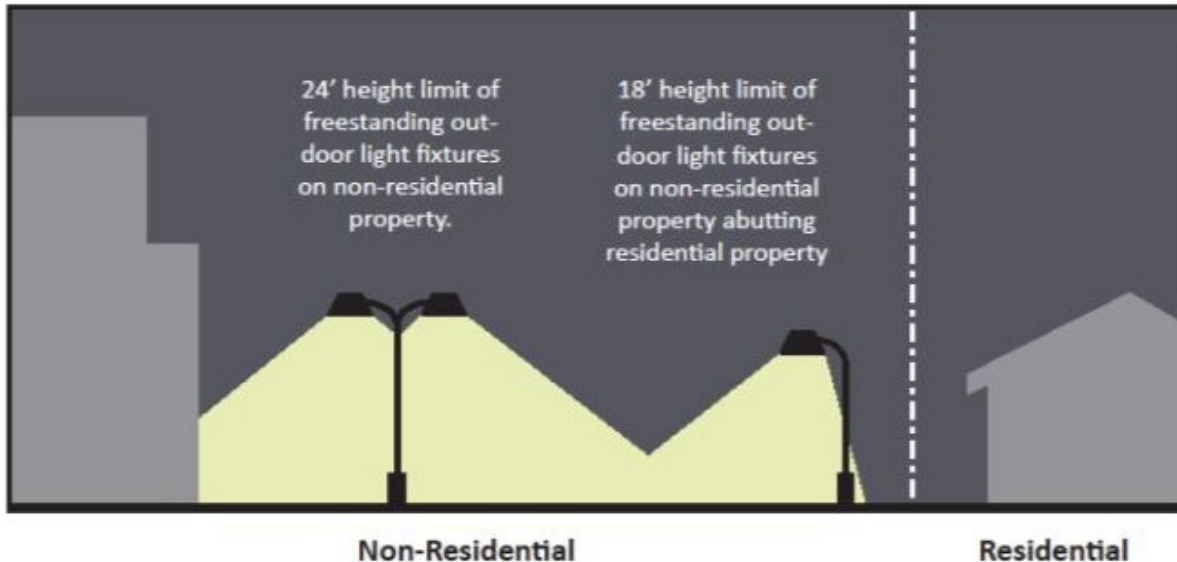 24′ height limit of
freestanding out-
door light fixtures
on non-residential
property.
18′ height limit of
freestanding out-
door light fixtures
on non-residential
property abutting
residential property
Non-Residential
Residential